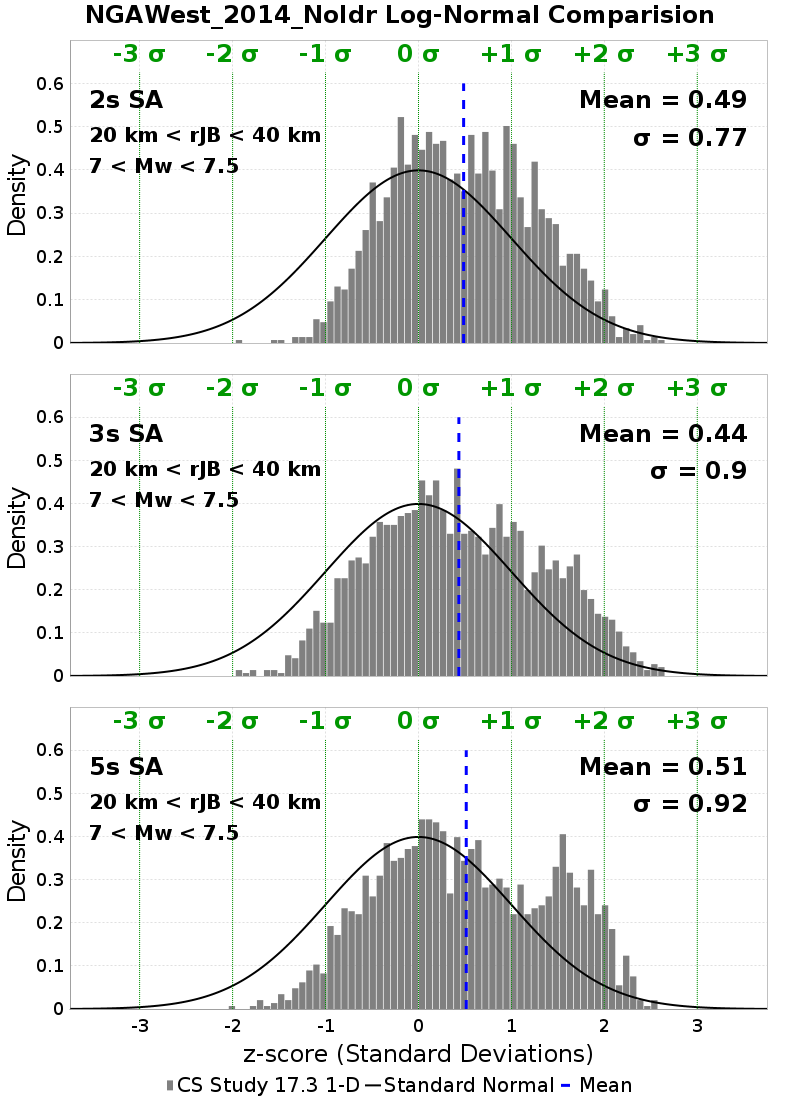 NGAWest_2014_NoIdr Log-Normal Comparision
-3 σ -2 σ -1 σ 0 σ +1 σ +2 σ +3 σ
0.6
2s SA Mean = 0.49
0.5
20 km < rJB < 40 km σ = 0.77
0.4
7 < Mw < 7.5
Density
0.3
0.2
0.1
0
-3 σ -2 σ -1 σ 0 σ +1 σ +2 σ +3 σ
0.6
3s SA Mean = 0.44
0.5
20 km < rJB < 40 km σ = 0.9
0.4
7 < Mw < 7.5
Density
0.3
0.2
0.1
0
-3 σ -2 σ -1 σ 0 σ +1 σ +2 σ +3 σ
0.6
5s SA Mean = 0.51
0.5
20 km < rJB < 40 km σ = 0.92
0.4
7 < Mw < 7.5
Density
0.3
0.2
0.1
0
-3 -2 -1 0 1 2 3
z-score (Standard Deviations)
CS Study 17.3 1-D Standard Normal Mean